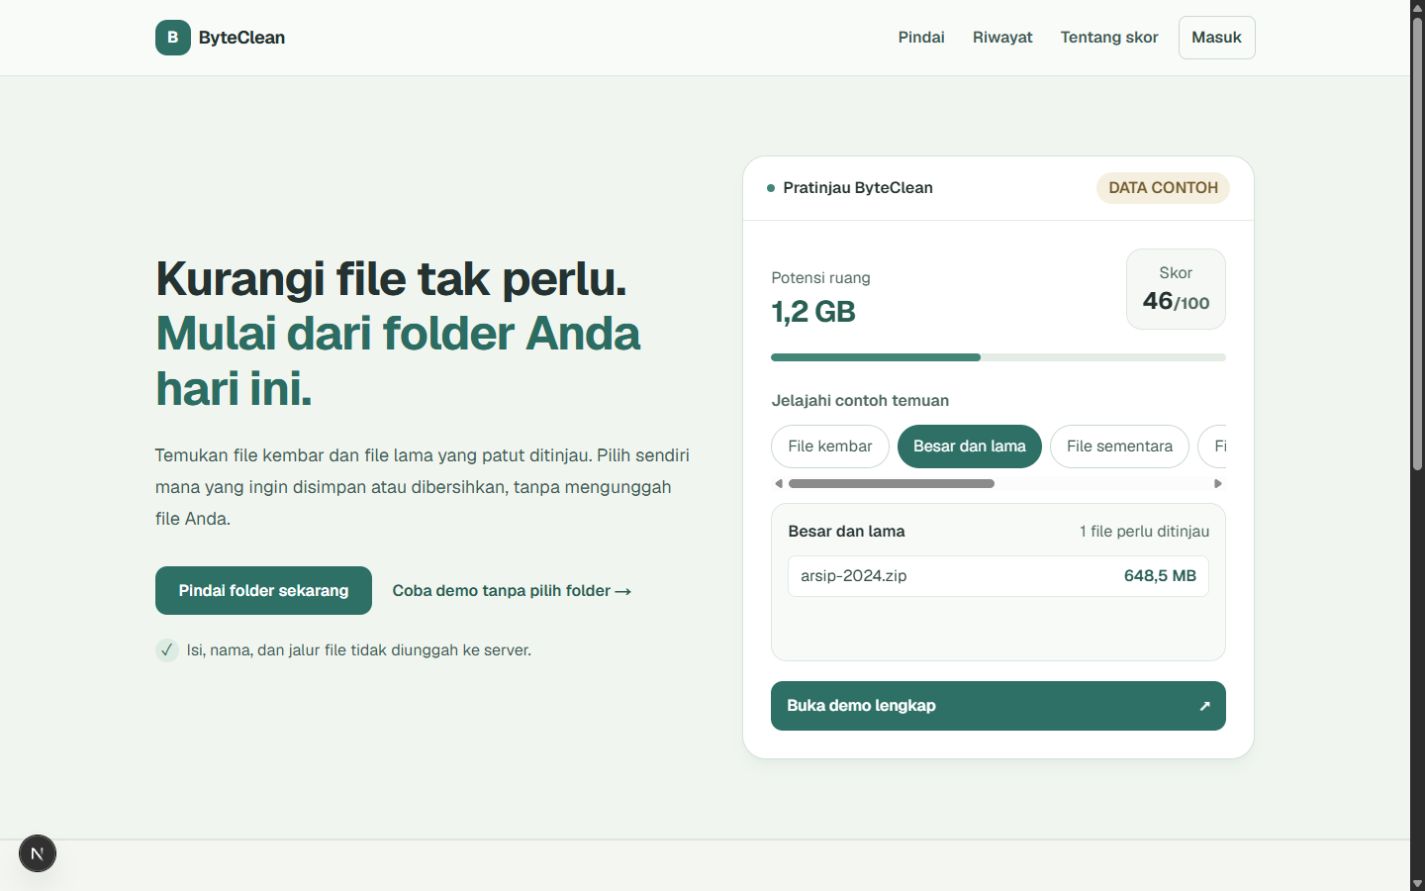 B ByteClean
Pindai Riwayat Tentang skor Masuk
Kurangi file tak perlu.
Mulai dari folder Anda
hari ini.
Temukan file kembar dan file lama yang patut ditinjau. Pilih sendiri
mana yang ingin disimpan atau dibersihkan, tanpa mengunggah
file Anda.
Pindai folder sekarang
Coba demo tanpa pilih folder →
✓ Isi, nama, dan jalur file tidak diunggah ke server.
Pratinjau ByteClean
DATA CONTOH
Potensi ruang
1,2 GB
Skor
46/100
Jelajahi contoh temuan
File kembar
Besar dan lama
File sementara
Fi
Besar dan lama
1 file perlu ditinjau
arsip-2024.zip
648,5 MB
Buka demo lengkap ↗
N